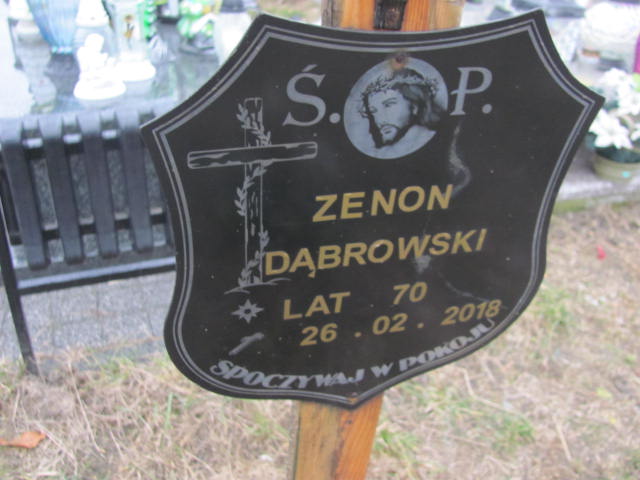 Ś. P.
ZENON
DĄBROWSKI
LAT 70
26.02.2018
SPOCZYWAJ W POKOJU